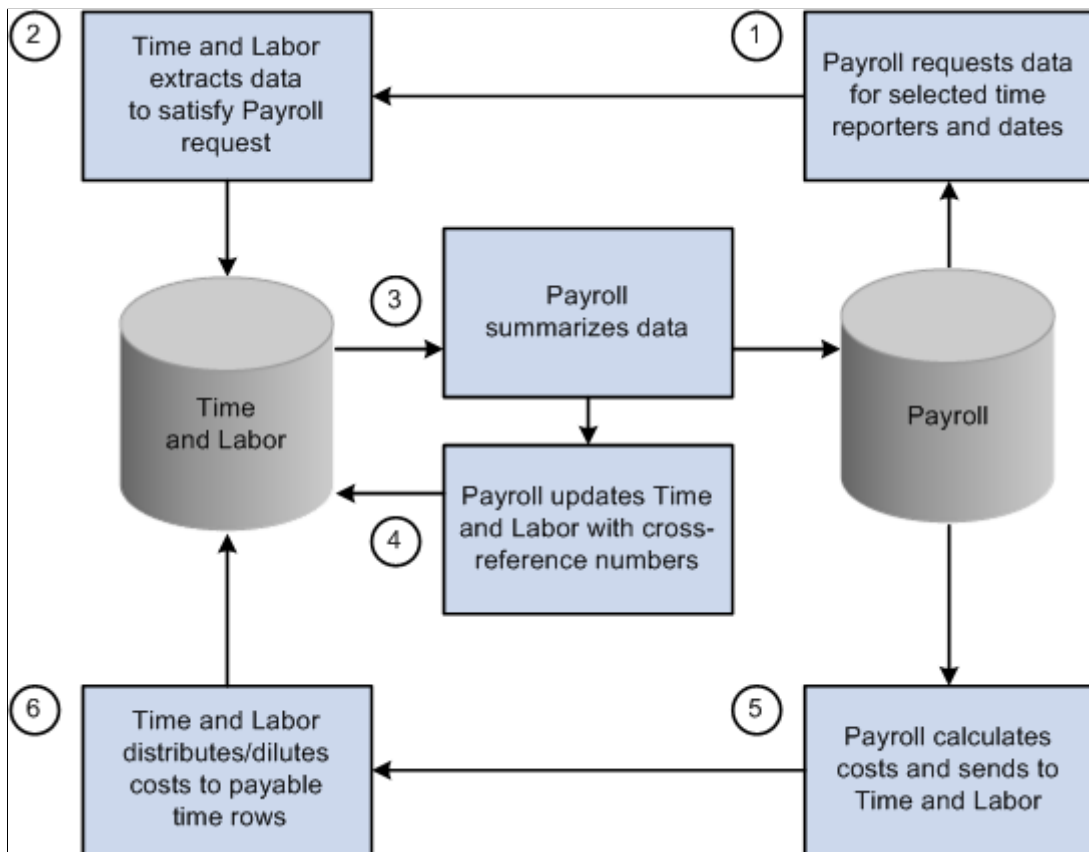 2
Time and Labor
extracts data
to satisfy Payroll
request
1
Payroll requests data
for selected time
reporters and dates
3
Payroll
summarizes data
Time
and Labor
Payroll
4
Payroll updates Time
and Labor with cross-
reference numbers
6
Time and Labor
distributes/dilutes
costs to payable
time rows
5
Payroll calculates
costs and sends to
Time and Labor